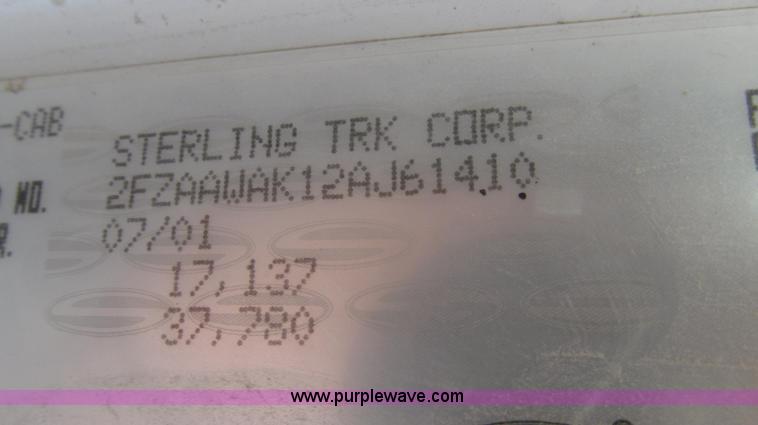 -CAB
STERLING TRK CORP.
NO. 2FZAAWAK12AJ61410
R. 07/01
17,137
37,780
www.purplewave.com